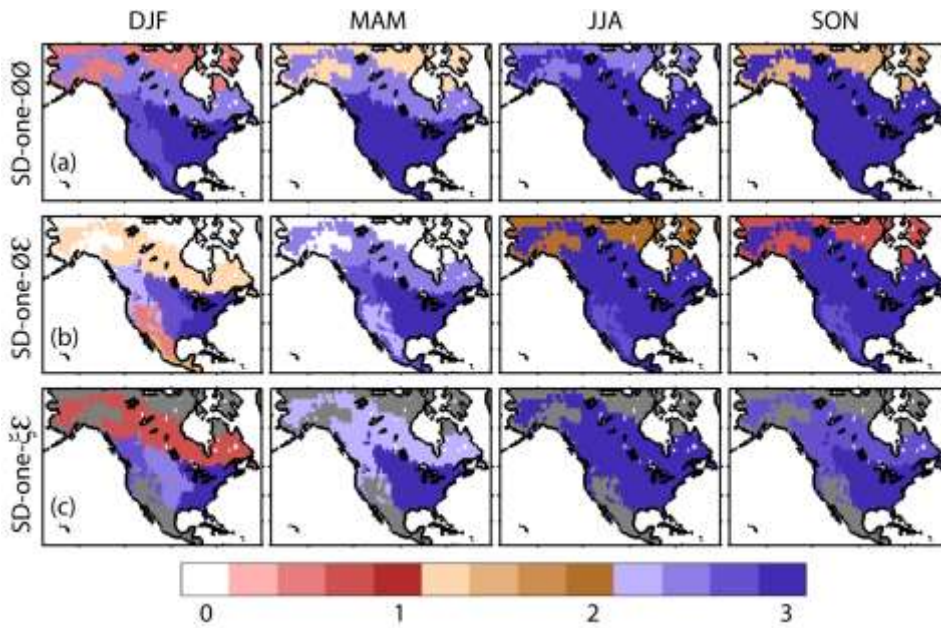 DJF MAM JJA SON
SD-one-ØØ
(a)
SD-one-ØƐ
(b)
SD-one-ξƐ
(c)
0 1 2 3